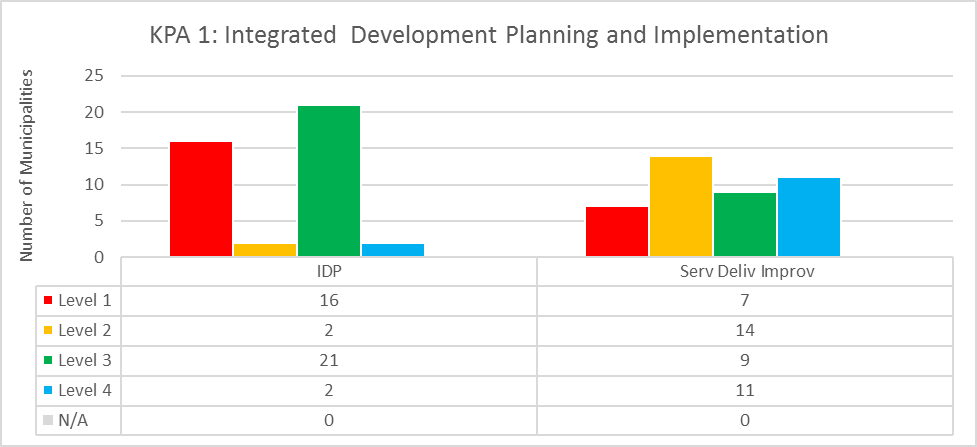 KPA 1: Integrated Development Planning and Implementation
Number of Municipalities
25
20
15
10
5
0
IDP Serv Deliv Improv
Level 1 16 7
Level 2 2 14
Level 3 21 9
Level 4 2 11
N/A 0 0